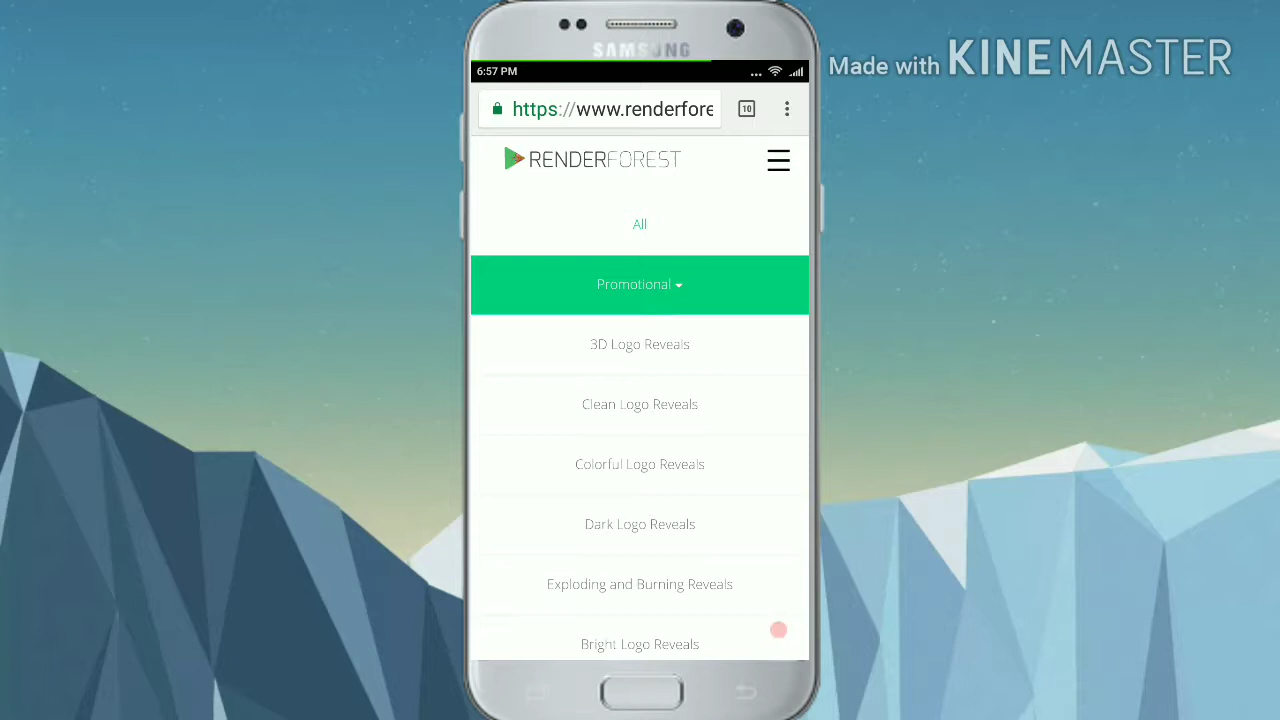 Made with KINEMASTER
SAMSUNG
6:57 PM
https://www.renderfore
10
RENDERFOREST
All
Promotional
3D Logo Reveals
Clean Logo Reveals
Colorful Logo Reveals
Dark Logo Reveals
Exploding and Burning Reveals
Bright Logo Reveals